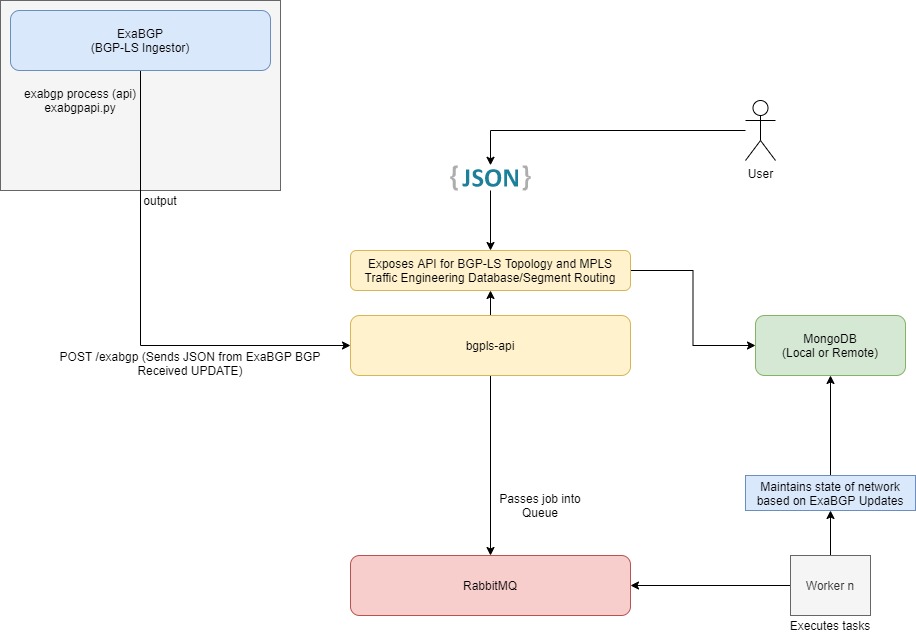 ExaBGP
(BGP-LS Ingestor)
exabgp process (api)
exabgpapi.py
output
User
{JSON}
Exposes API for BGP-LS Topology and MPLS
Traffic Engineering Database/Segment Routing
POST /exabgp (Sends JSON from ExaBGP BGP
Received UPDATE)
bgpls-api
MongoDB
(Local or Remote)
Passes job into
Queue
Maintains state of network
based on ExaBGP Updates
RabbitMQ
Worker n
Executes tasks